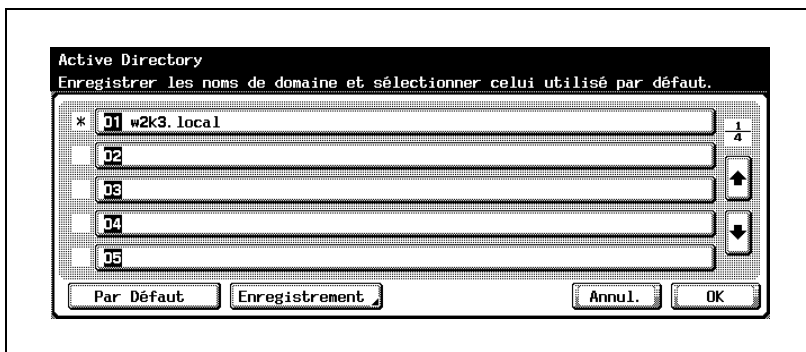 Active Directory
Enregistrer les noms de domaine et sélectionner celui utilisé par défaut.
* 01 w2k3.local
1
4
02
03
04
05
Par Défaut Enregistrement Annul. OK